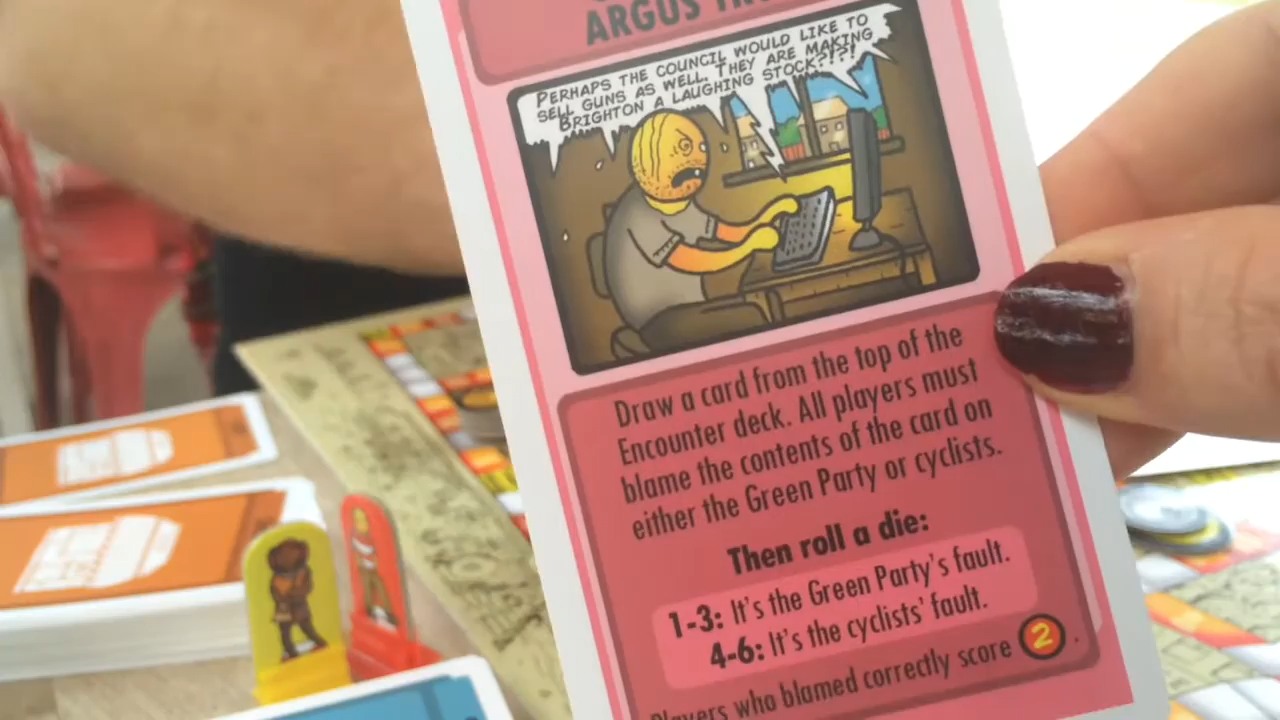 ARGUS
PERHAPS THE COUNCIL WOULD LIKE TO
SELL GUNS AS WELL. THEY ARE MAKING
BRIGHTON A LAUGHING STOCK???!
Draw a card from the top of the
Encounter deck. All players must
blame the contents of the card on
either the Green Party or cyclists.
Then roll a die:
1-3: It's the Green Party's fault.
4-6: It's the cyclists' fault.
Players who blamed correctly score 2.